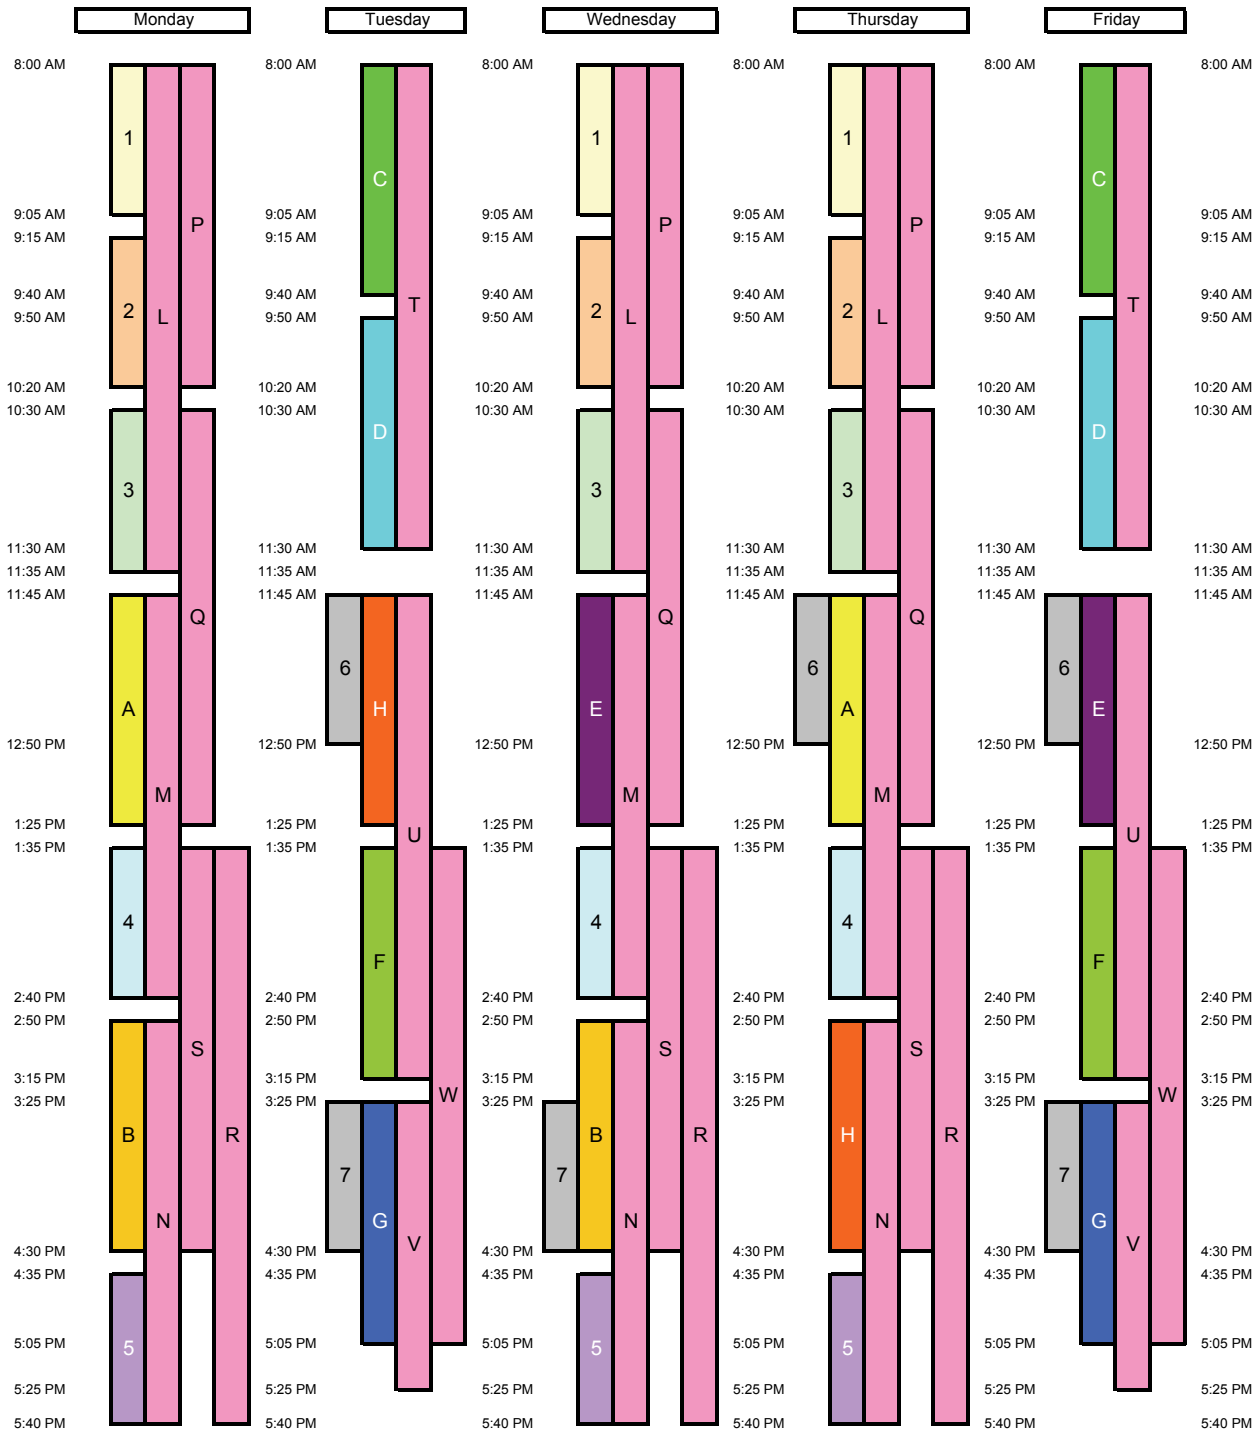 Monday Tuesday Wednesday Thursday Friday
8:00 AM 8:00 AM 8:00 AM 8:00 AM 8:00 AM 8:00 AM
1 1 1
C C
9:05 AM 9:05 AM 9:05 AM 9:05 AM 9:05 AM 9:05 AM
P P P
9:15 AM 9:15 AM 9:15 AM 9:15 AM 9:15 AM 9:15 AM
9:40 AM 9:40 AM 9:40 AM 9:40 AM 9:40 AM 9:40 AM
T T
2 L 2 L 2 L
9:50 AM 9:50 AM 9:50 AM 9:50 AM 9:50 AM 9:50 AM
10:20 AM 10:20 AM 10:20 AM 10:20 AM 10:20 AM 10:20 AM
10:30 AM 10:30 AM 10:30 AM 10:30 AM 10:30 AM 10:30 AM
D D
3 3 3
11:30 AM 11:30 AM 11:30 AM 11:30 AM 11:30 AM 11:30 AM
11:35 AM 11:35 AM 11:35 AM 11:35 AM 11:35 AM 11:35 AM
11:45 AM 11:45 AM 11:45 AM 11:45 AM 11:45 AM 11:45 AM
Q Q Q
6 6 6
A H E A E
12:50 PM 12:50 PM 12:50 PM 12:50 PM 12:50 PM 12:50 PM
M M M
1:25 PM 1:25 PM 1:25 PM 1:25 PM 1:25 PM 1:25 PM
U U
1:35 PM 1:35 PM 1:35 PM 1:35 PM 1:35 PM 1:35 PM
4 4 4
F F
2:40 PM 2:40 PM 2:40 PM 2:40 PM 2:40 PM 2:40 PM
2:50 PM 2:50 PM 2:50 PM 2:50 PM 2:50 PM 2:50 PM
S S S
3:15 PM 3:15 PM 3:15 PM 3:15 PM 3:15 PM 3:15 PM
W W
3:25 PM 3:25 PM 3:25 PM 3:25 PM 3:25 PM 3:25 PM
B R B R H R
7 7 7
N G N N G
V V
4:30 PM 4:30 PM 4:30 PM 4:30 PM 4:30 PM 4:30 PM
4:35 PM 4:35 PM 4:35 PM 4:35 PM 4:35 PM 4:35 PM
5:05 PM 5:05 PM 5:05 PM 5:05 PM 5:05 PM 5:05 PM
5 5 5
5:25 PM 5:25 PM 5:25 PM 5:25 PM 5:25 PM 5:25 PM
5:40 PM 5:40 PM 5:40 PM 5:40 PM 5:40 PM 5:40 PM